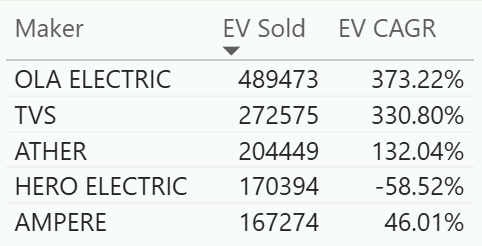 Maker EV Sold EV CAGR
OLA ELECTRIC 489473 373.22%
TVS 272575 330.80%
ATHER 204449 132.04%
HERO ELECTRIC 170394 -58.52%
AMPERE 167274 46.01%